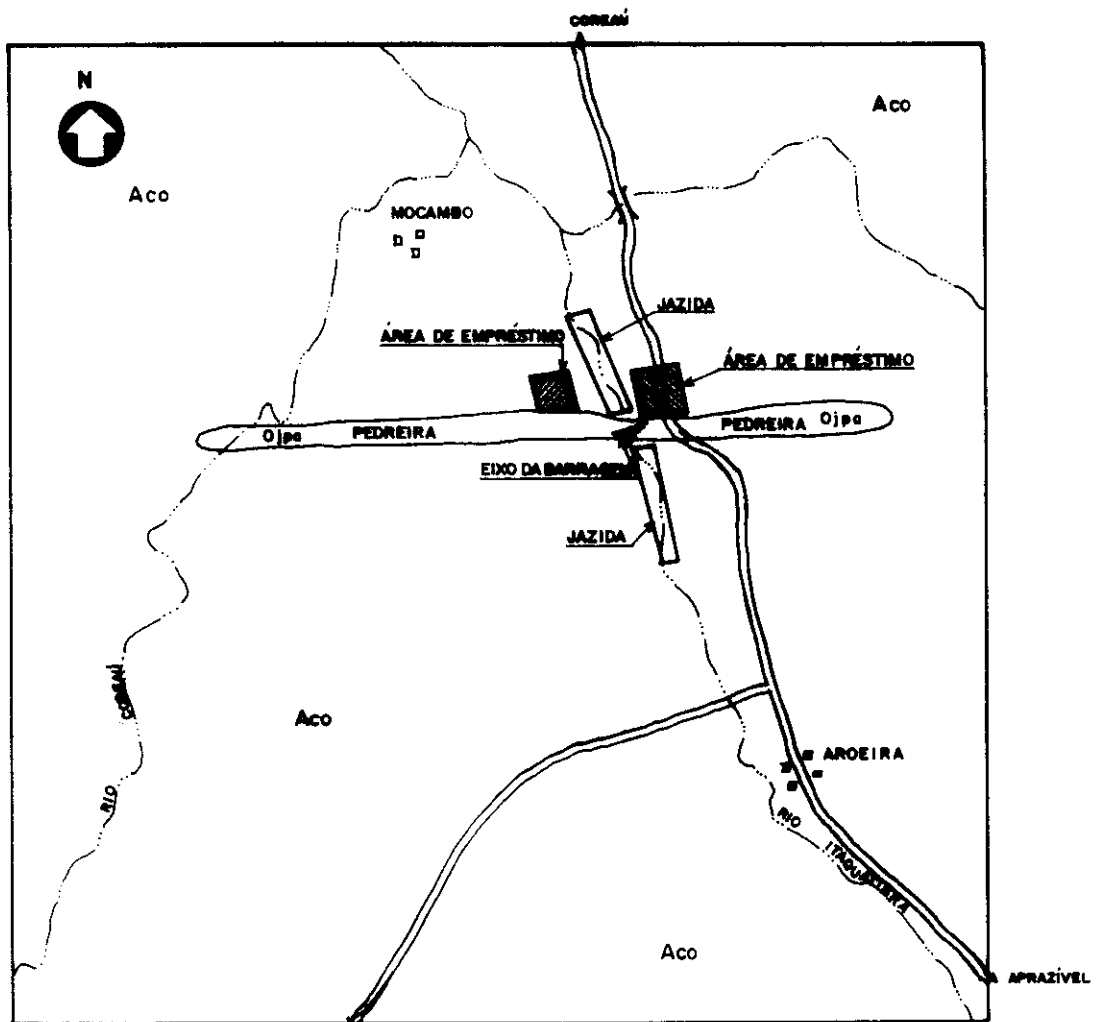 COREAÚ
N
Aco
Aco
MOCAMBO
JAZIDA
ÁREA DE EMPRÉSTIMO
ÁREA DE EMPRÉSTIMO
Ojpa PEDREIRA
PEDREIRA Ojpa
EIXO DA BARRAGEM
JAZIDA
RIO COREAÚ
Aco
AROEIRA
RIO ITAQUATIERA
Aco
A APRAZÍVEL